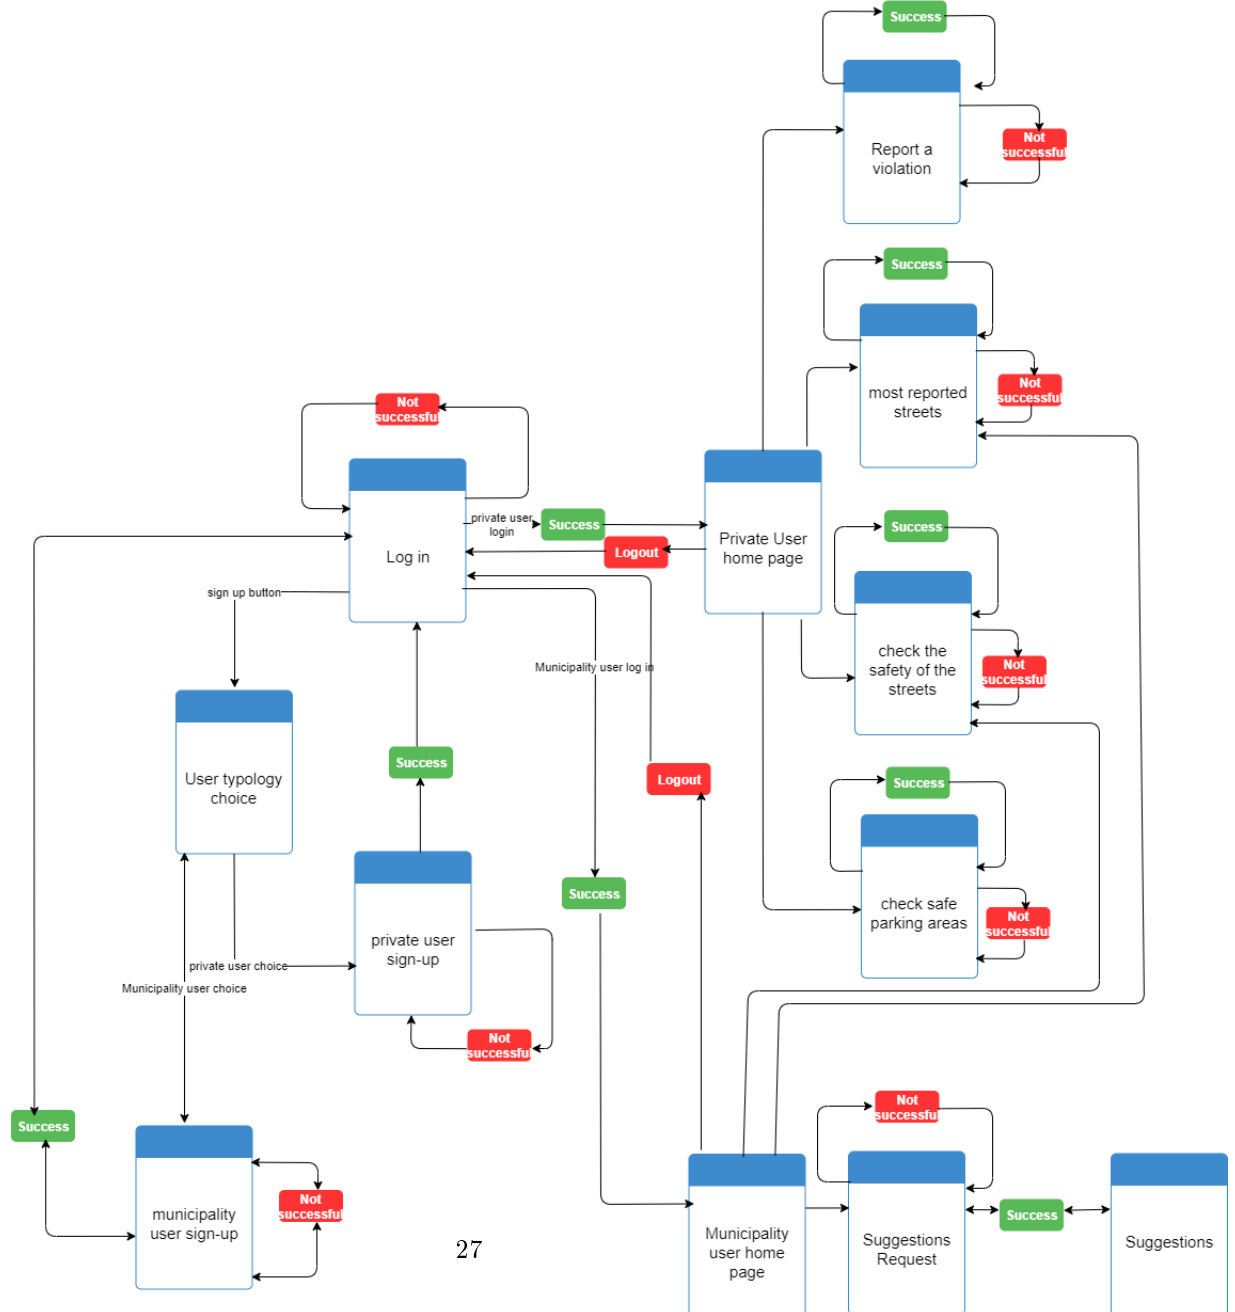 Success
Report a
violation
Not
successful
Success
most reported
streets
Not
successful
Not
successful
Log in
private user
login
Success
Logout
Private User
home page
Success
check the
safety of the
streets
Not
successful
sign up button
Municipality user log in
User typology
choice
Success
Logout
Success
check safe
parking areas
Not
successful
Success
private user
sign-up
private user choice
Municipality user choice
Not
successful
Success
municipality
user sign-up
Not
successful
27
Not
successful
Municipality
user home
page
Suggestions
Request
Success
Suggestions